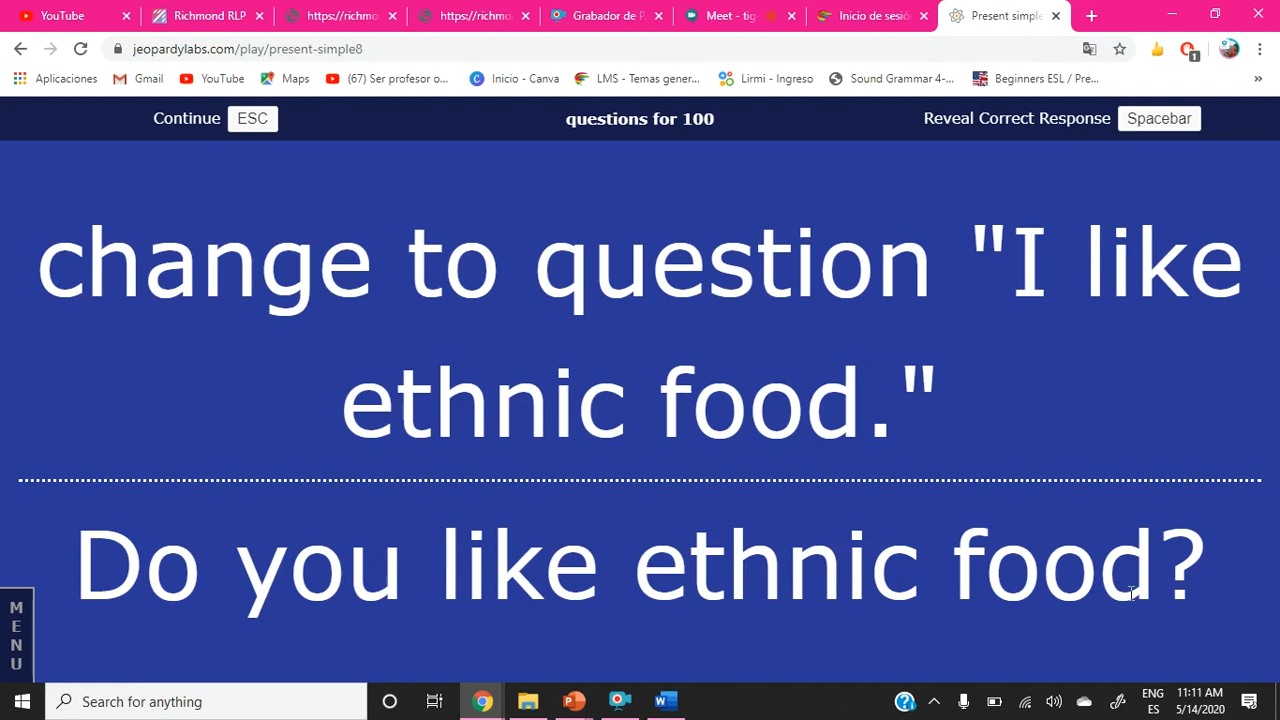 YouTube
Richmond RLP
https://richmo
https://richmo
Grabador de P
Meet - tig
Inicio de sesió
Present simple
jeopardylabs.com/play/present-simple8
1
Aplicaciones
Gmail
YouTube
Maps
(67) Ser profesor o...
Inicio - Canva
LMS - Temas gener...
Lirmi - Ingreso
Sound Grammar 4-...
Beginners ESL / Pre...
»
Continue ESC
questions for 100
Reveal Correct Response Spacebar
change to question "I like
ethnic food."
Do you like ethnic food?
MENU
Search for anything
ENG
ES
11:11 AM
5/14/2020